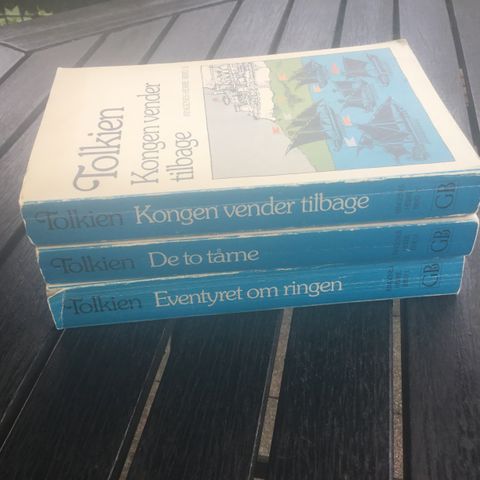 Tolkien
Kongen vender
tilbage
Tolkien Kongen vender tilbage GB
Tolkien De to tårne GB
Tolkien Eventyret om ringen GB